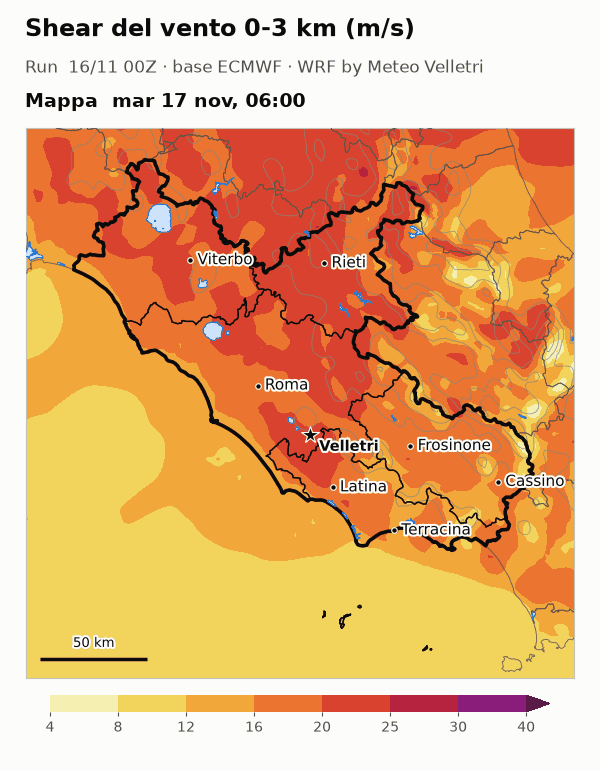 Shear del vento 0-3 km (m/s)
Run  16/11 00Z · base ECMWF · WRF by Meteo Velletri
Mappa  mar 17 nov, 06:00
Viterbo
Rieti
Roma
Velletri
Frosinone
Latina
Cassino
Terracina
50 km
4 8 12 16 20 25 30 40